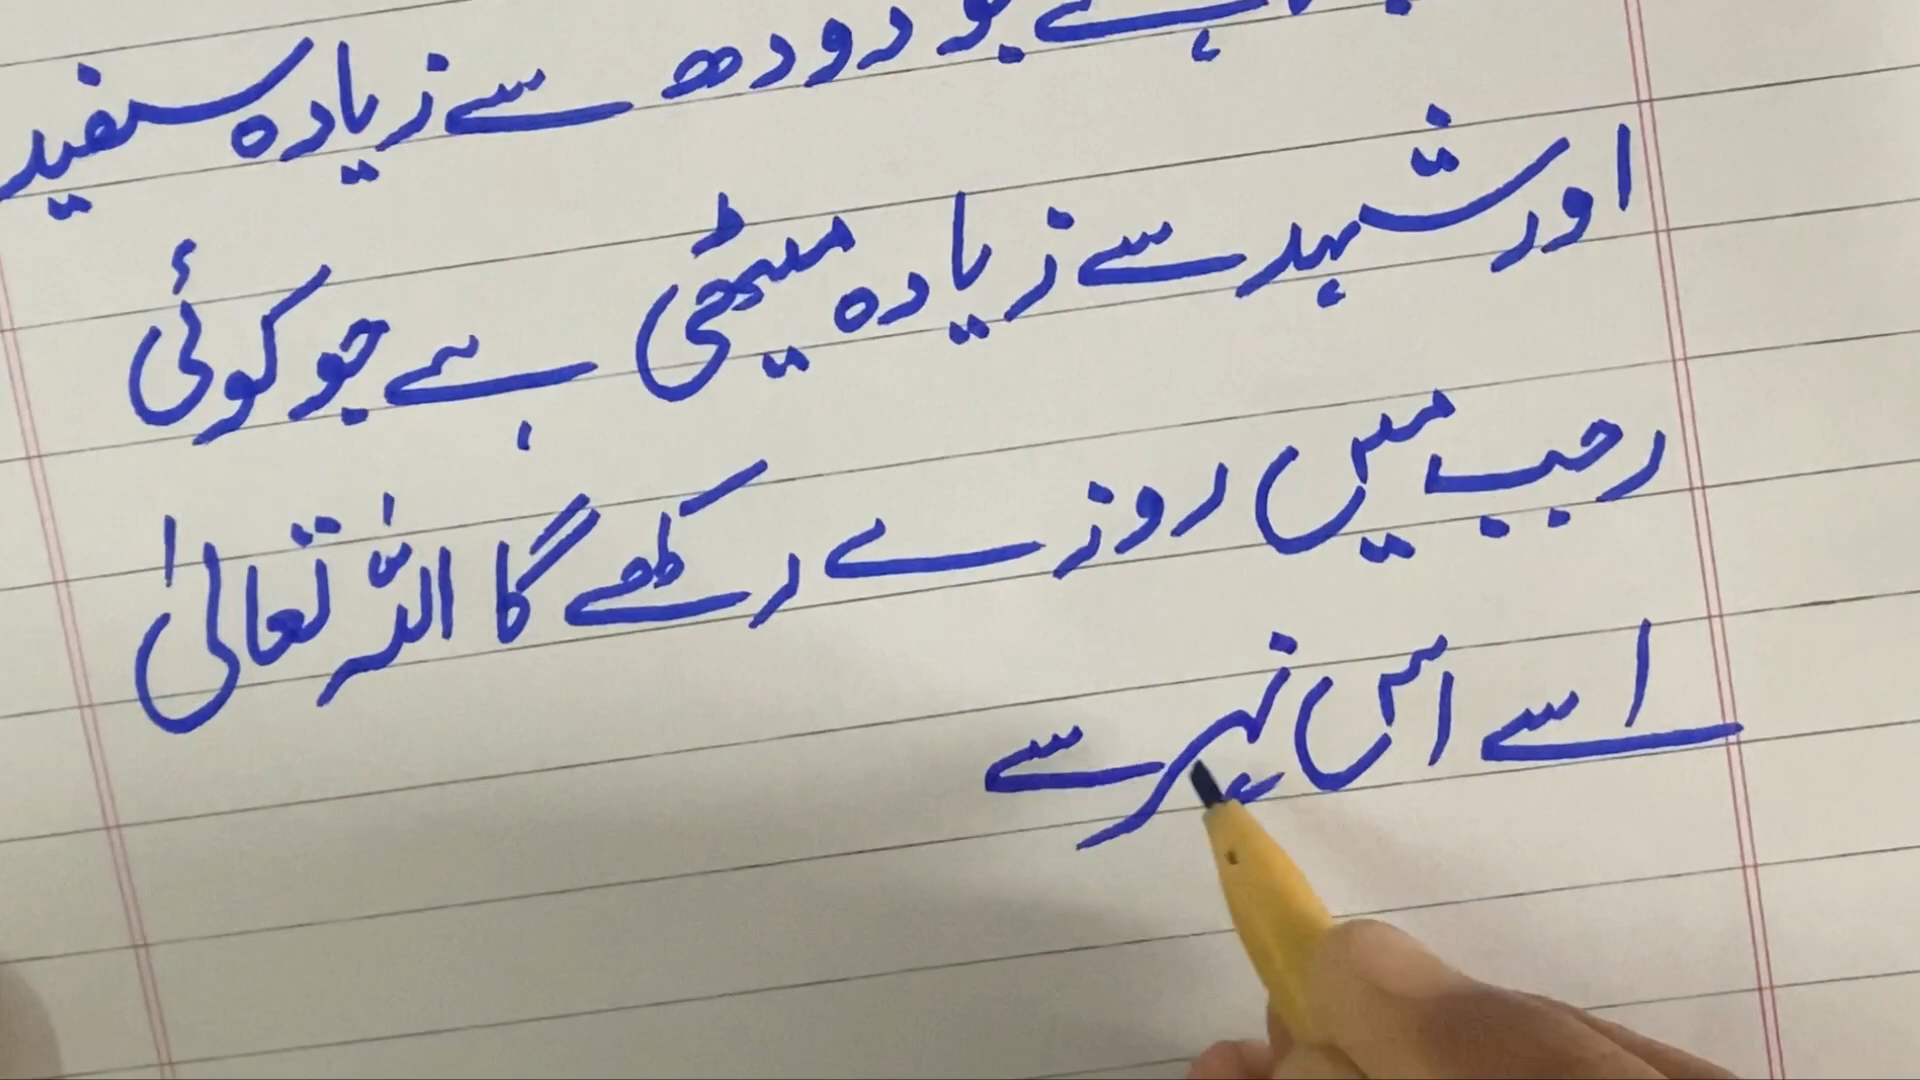 ہے جو دودھ سے زیادہ سفید
اور شہد سے زیادہ میٹھی ہے جو کوئی
رجب میں روزے رکھے گا اللہ تعالیٰ
اسے اس نہر سے